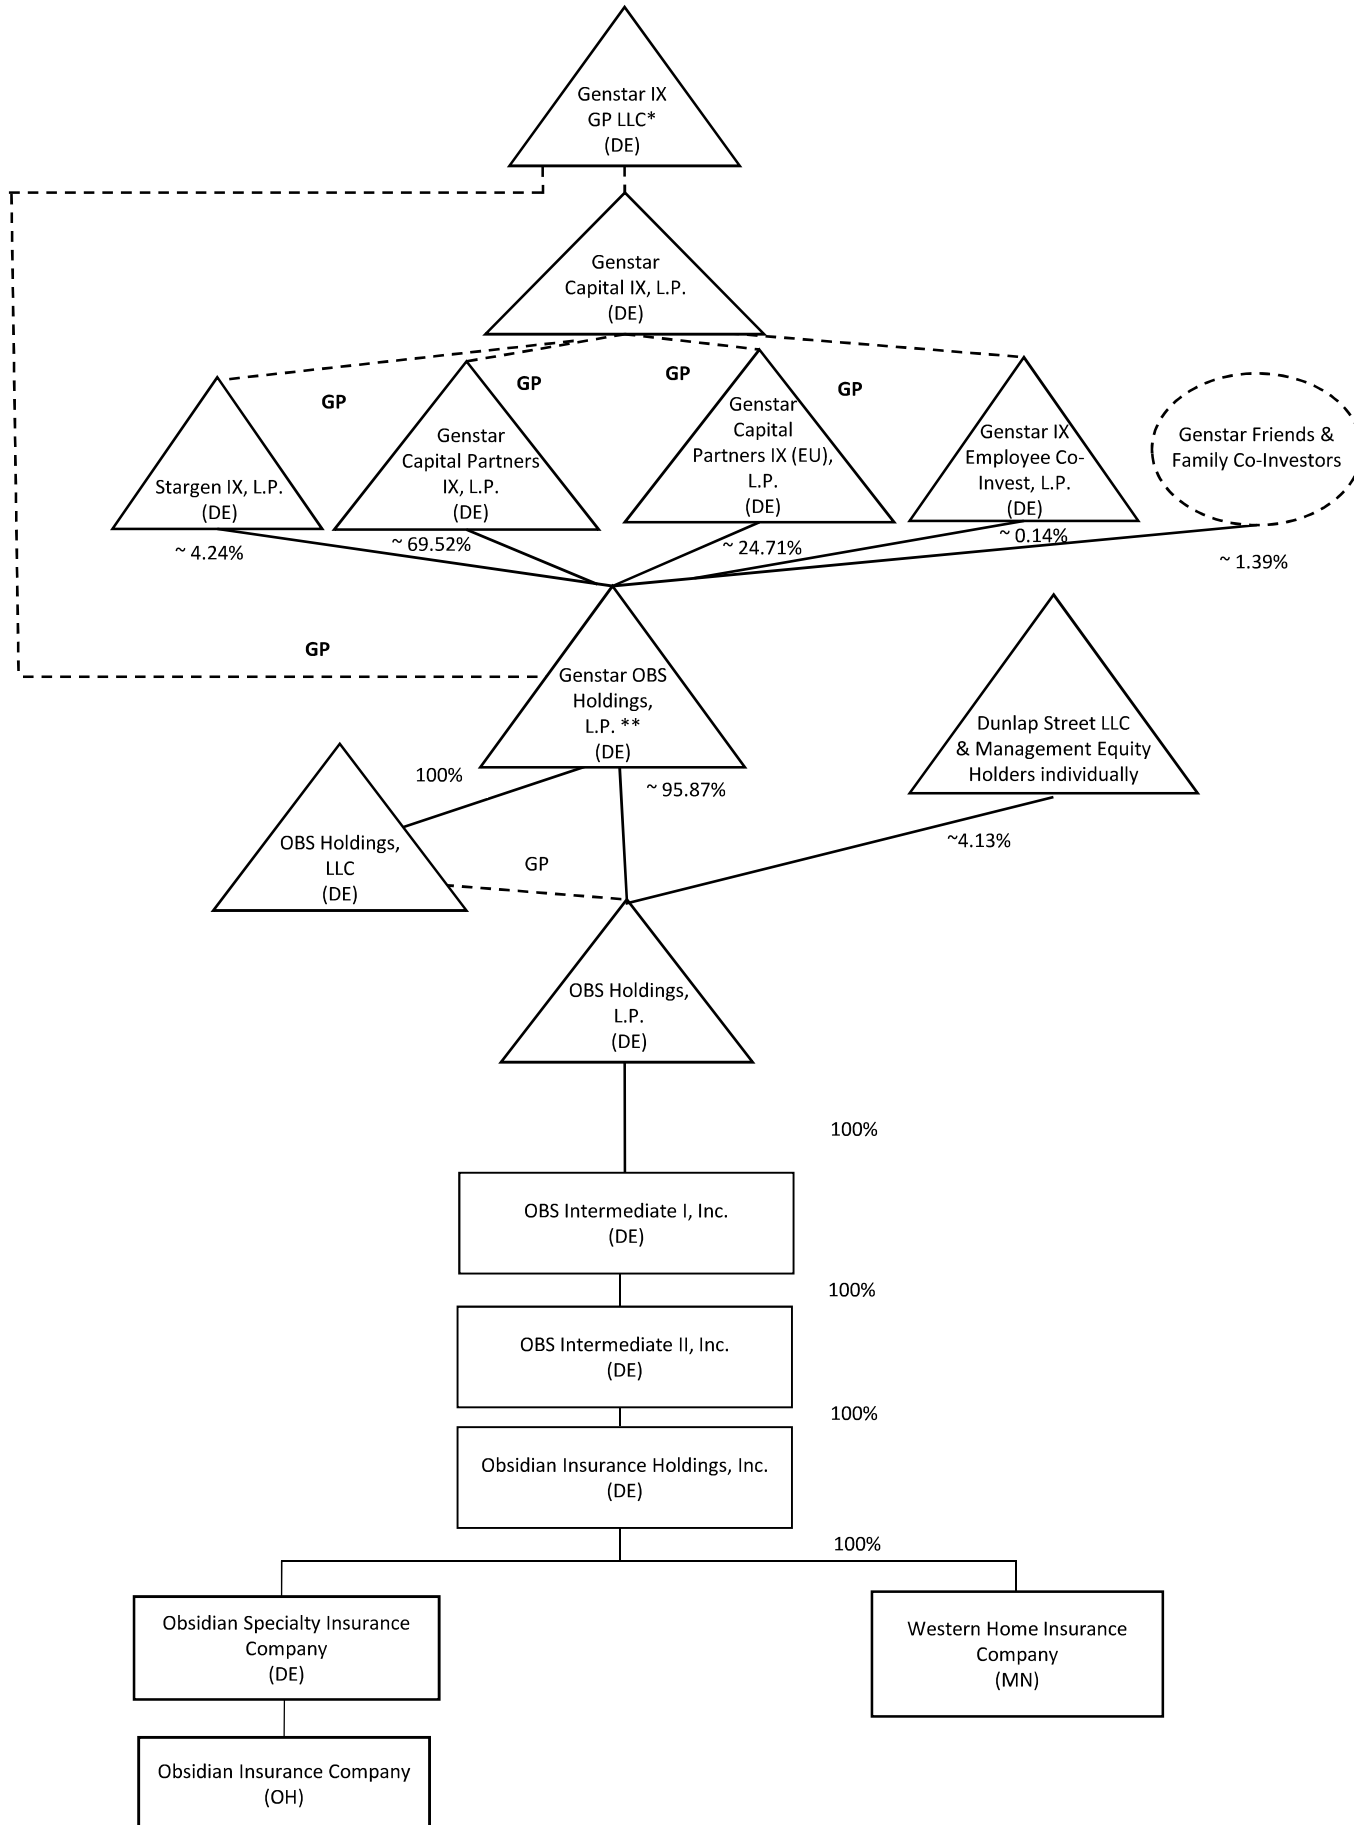 Genstar IX
GP LLC*
(DE)
Genstar
Capital IX, L.P.
(DE)
GP
GP
GP
GP
Stargen IX, L.P.
(DE)
Genstar
Capital Partners
IX, L.P.
(DE)
Genstar
Capital
Partners IX (EU),
L.P.
(DE)
Genstar IX
Employee Co-
Invest, L.P.
(DE)
Genstar Friends &
Family Co-Investors
~ 4.24%
~ 69.52%
~ 24.71%
~ 0.14%
~ 1.39%
GP
Genstar OBS
Holdings,
L.P. **
(DE)
Dunlap Street LLC
& Management Equity
Holders individually
100%
~ 95.87%
~4.13%
OBS Holdings,
LLC
(DE)
GP
OBS Holdings,
L.P.
(DE)
100%
OBS Intermediate I, Inc.
(DE)
100%
OBS Intermediate II, Inc.
(DE)
100%
Obsidian Insurance Holdings, Inc.
(DE)
100%
Obsidian Specialty Insurance
Company
(DE)
Western Home Insurance
Company
(MN)
Obsidian Insurance Company
(OH)